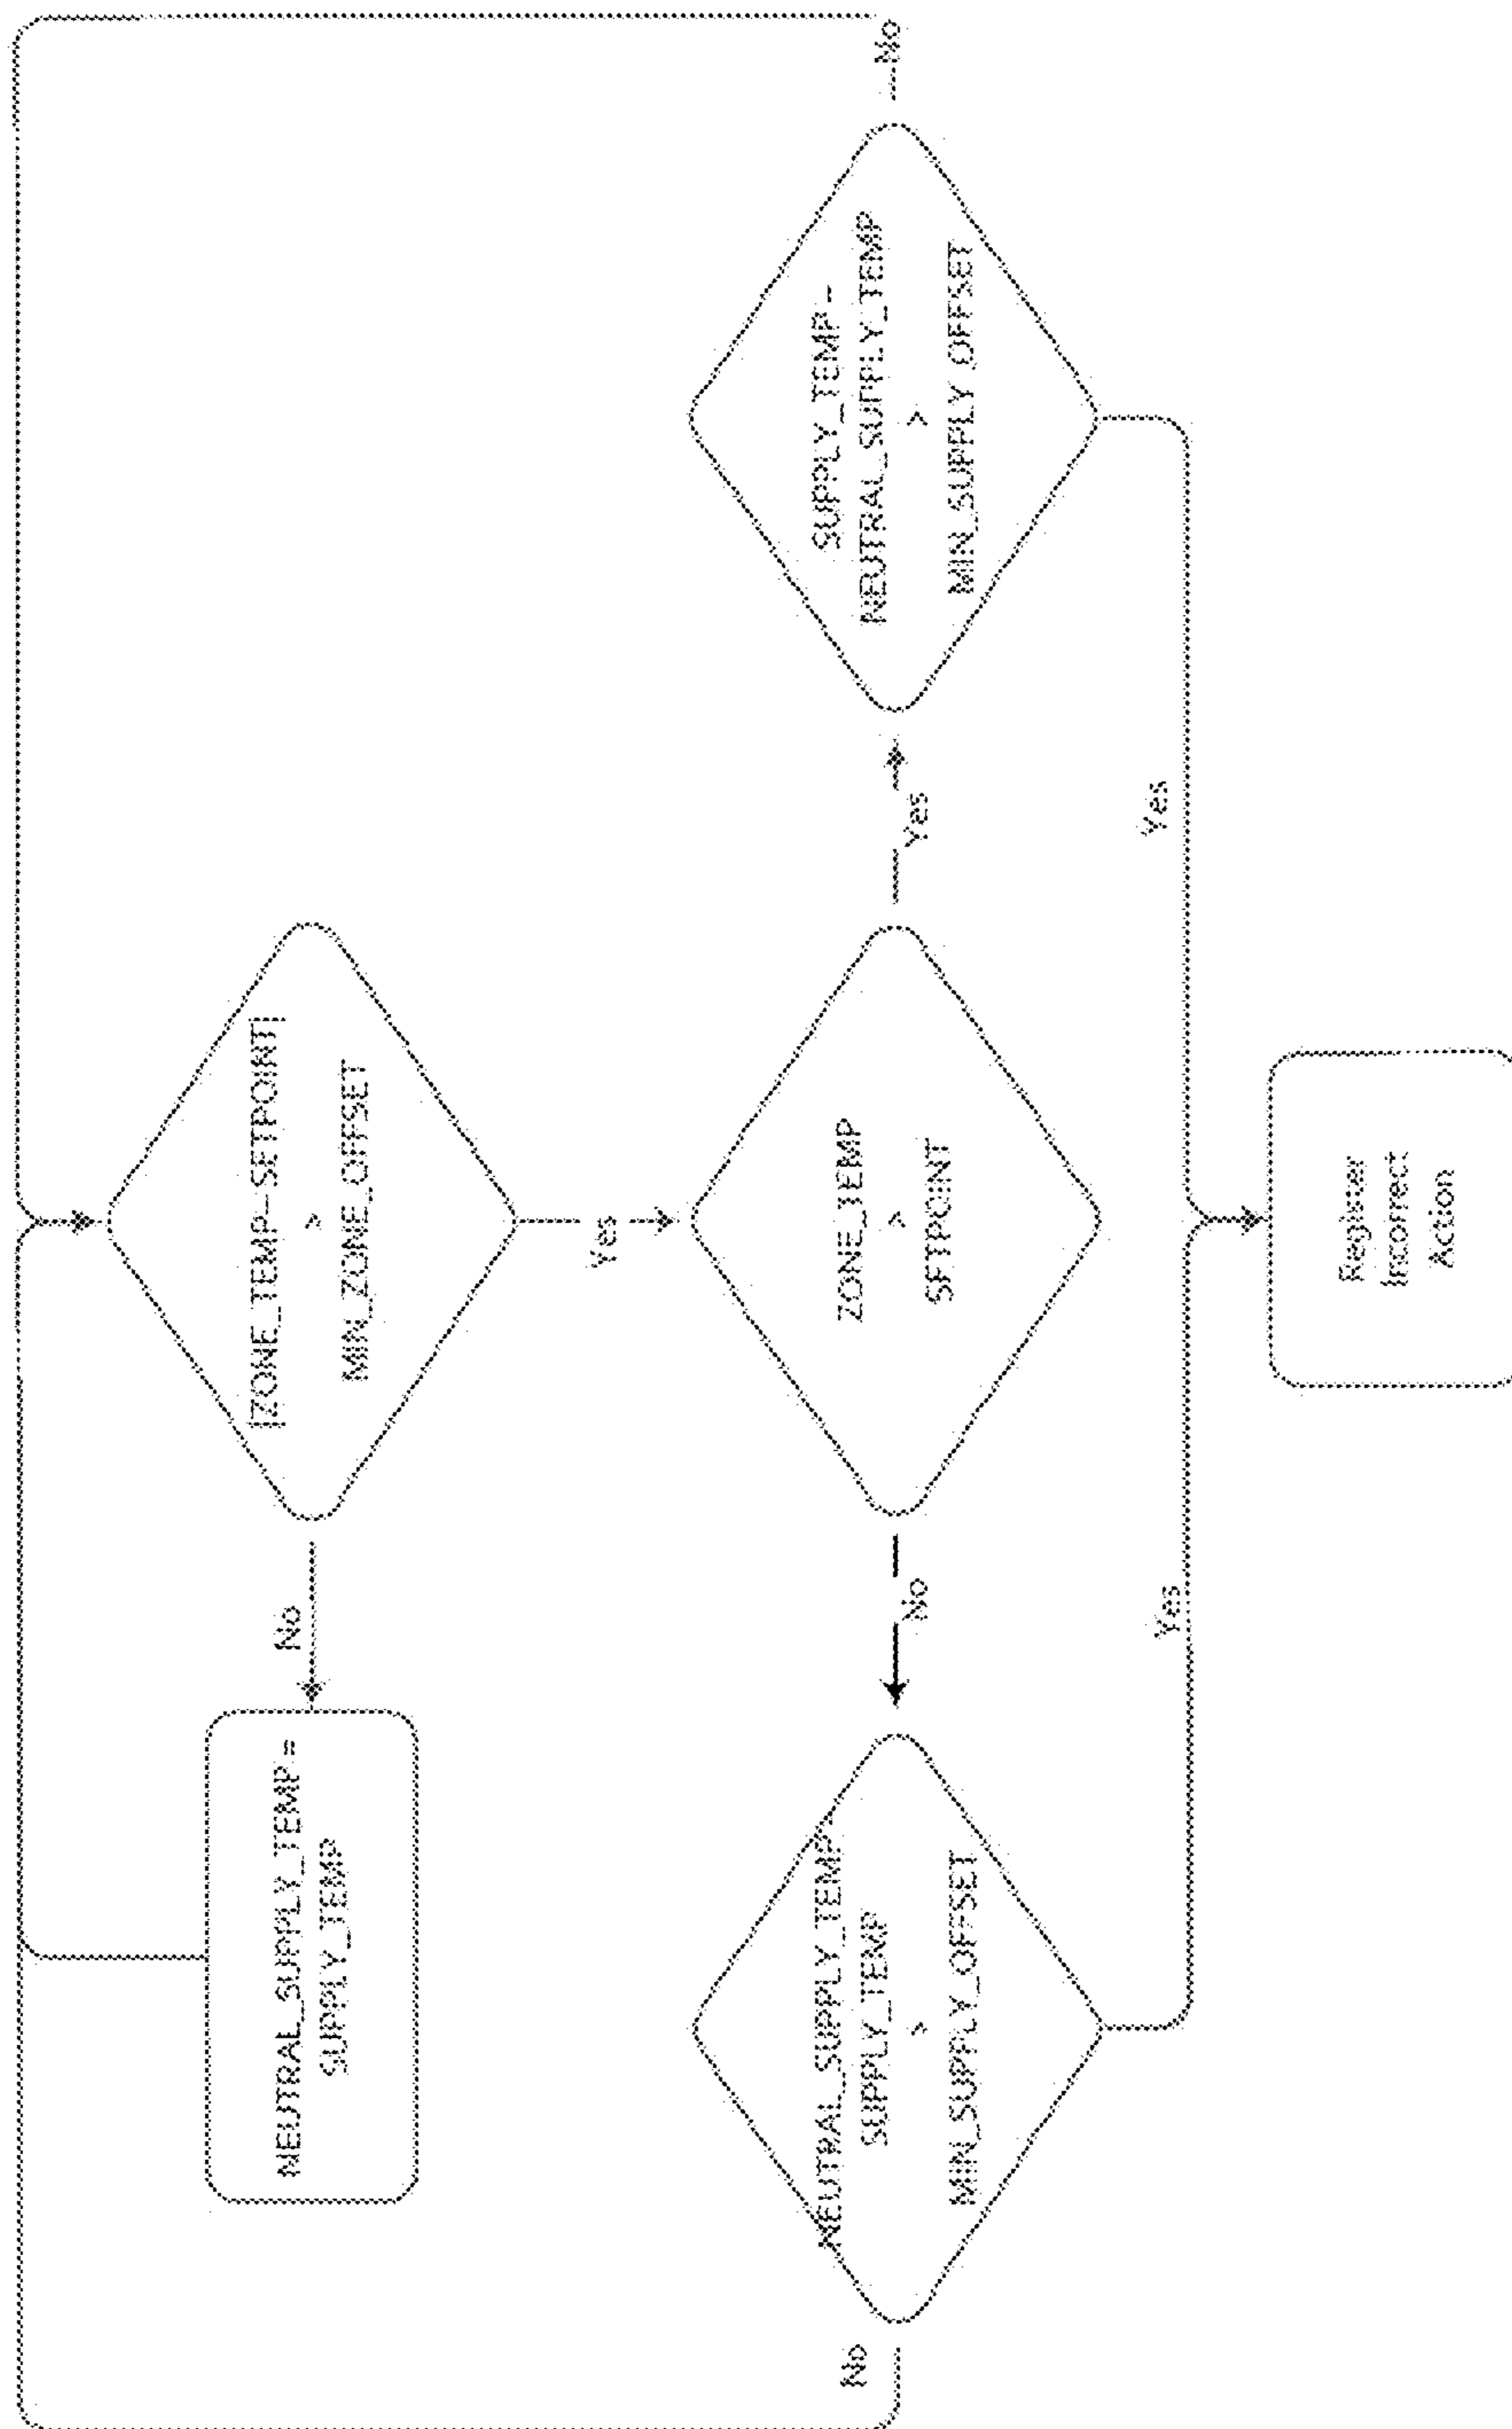 |ZONE_TEMP-SETPOINT|
>
MIN_ZONE_OFFSET
No
NEUTRAL_SUPPLY_TEMP =
SUPPLY_TEMP
Yes
ZONE_TEMP
>
SETPOINT
No
Yes
NEUTRAL_SUPPLY_TEMP-
SUPPLY_TEMP
>
MIN_SUPPLY_OFFSET
SUPPLY_TEMP -
NEUTRAL_SUPPLY_TEMP
>
MIN_SUPPLY_OFFSET
No
No
Yes
Yes
Register
Incorrect
Action